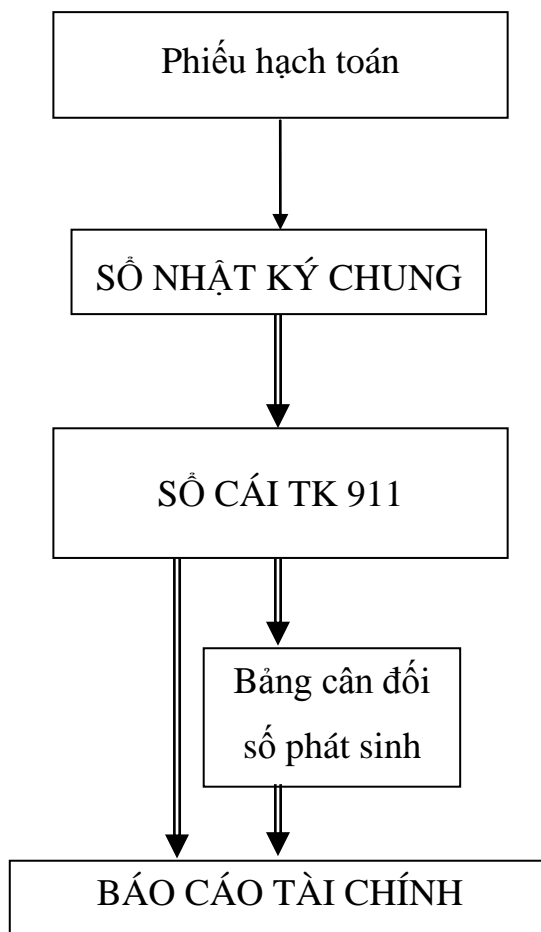 Phiếu hạch toán
SỔ NHẬT KÝ CHUNG
SỔ CÁI TK 911
Bảng cân đối
số phát sinh
BÁO CÁO TÀI CHÍNH